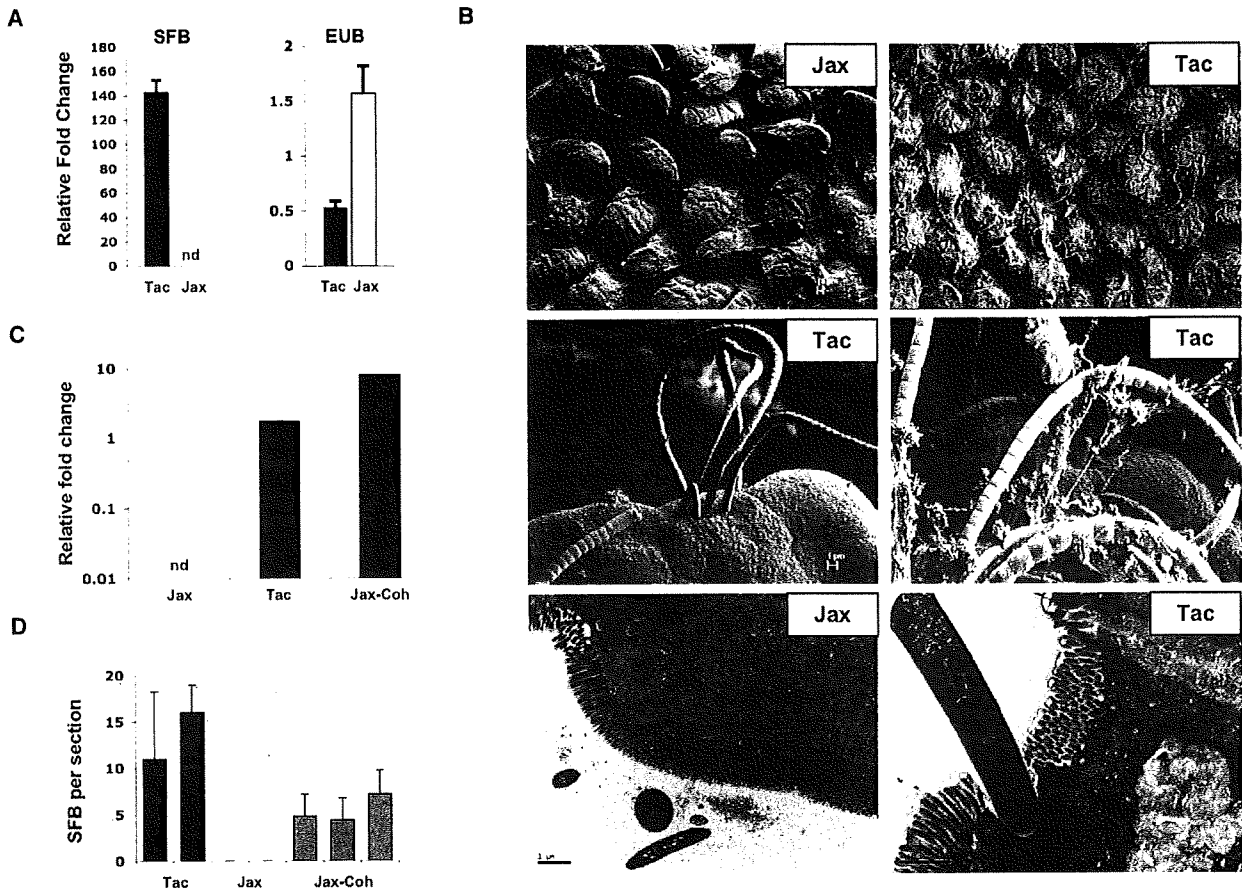 A
SFB
EUB
Relative Fold Change
180
160
140
120
100
80
60
40
20
0
nd
Tac Jax
2
1.5
1
0.5
0
Tac Jax
B
Jax
Tac
Tac
1µm
Tac
Jax
1 µm
Tac
C
Relative fold change
10
1
0.1
0.01
nd
Jax
Tac
Jax-Coh
D
SFB per section
20
15
10
5
0
Tac
Jax
Jax-Coh